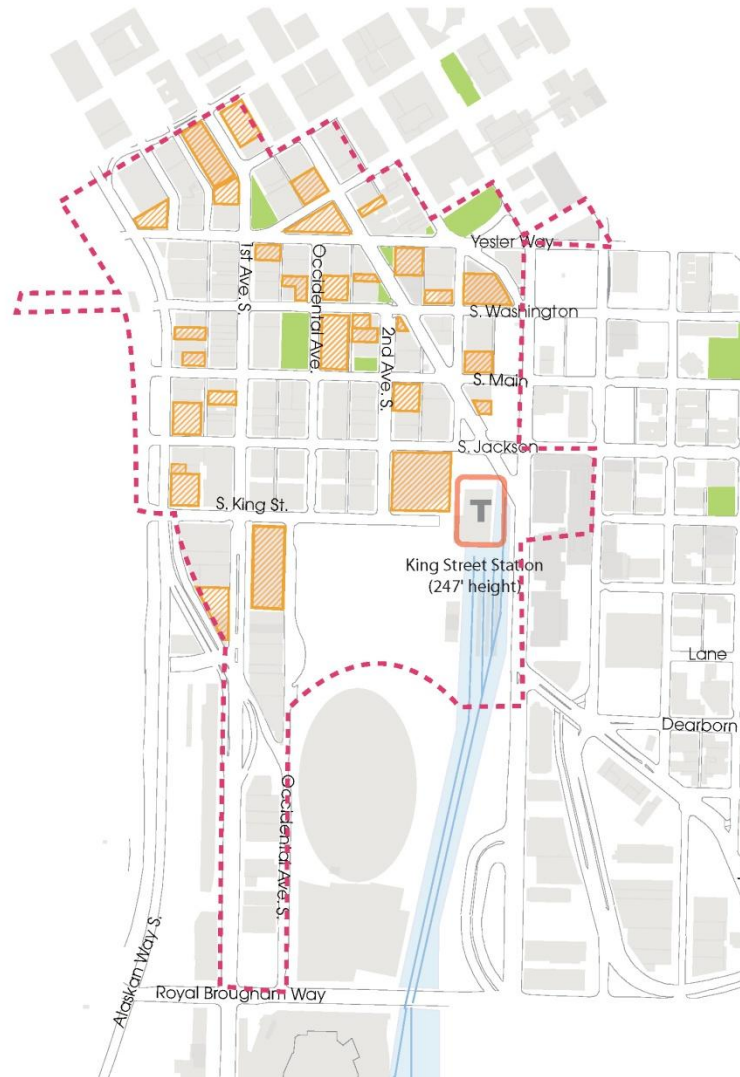 Yesler Way
1st Ave. S.
Occidental Ave.
S. Washington
2nd Ave. S.
S. Main
S. Jackson
S. King St.
T
King Street Station
(247' height)
Lane
Dearborn
Occidental Ave. S.
Alaskan Way S.
Royal Brougham Way